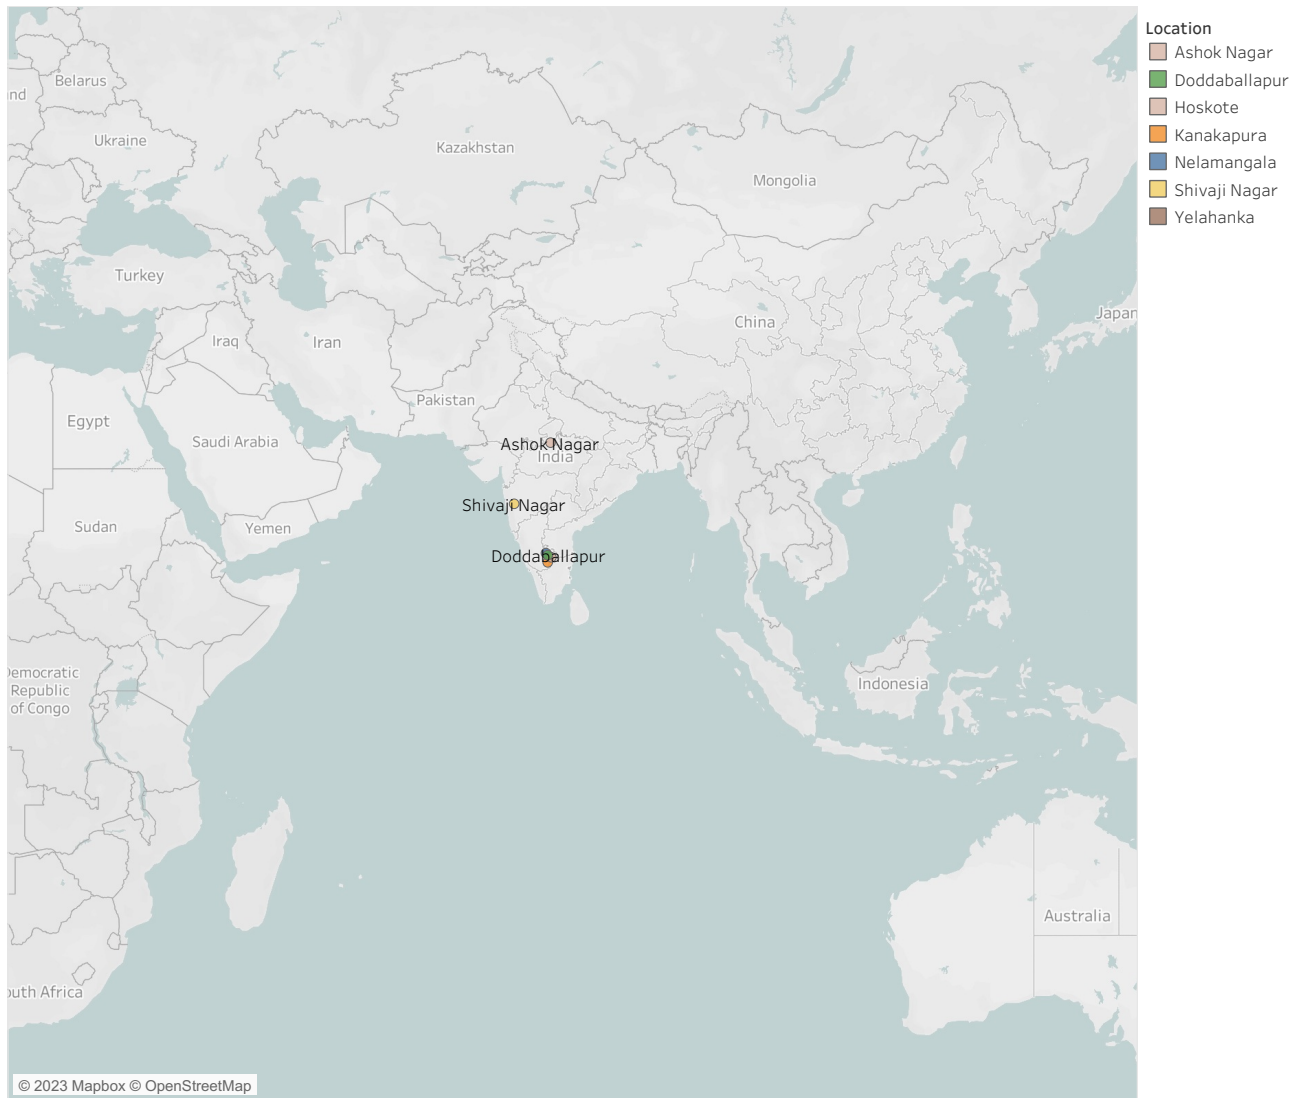 Location
Ashok Nagar
Doddaballapur
Hoskote
Kanakapura
Nelamangala
Shivaji Nagar
Yelahanka
Belarus
nd
Ukraine
Kazakhstan
Mongolia
Turkey
Japan
China
Iraq
Iran
Pakistan
Egypt
Saudi Arabia
Ashok Nagar
India
Shivaji Nagar
Sudan
Yemen
Doddaballapur
Democratic
Republic
of Congo
Indonesia
Australia
outh Africa
© 2023 Mapbox © OpenStreetMap